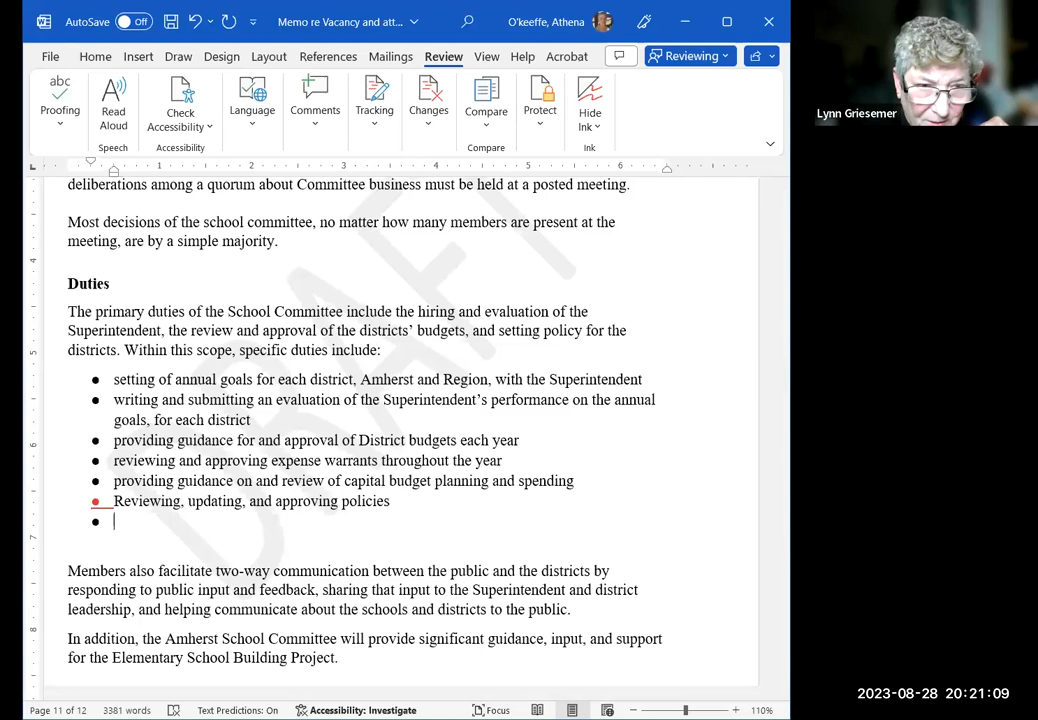 AutoSave Off Memo re Vacancy and att... O'keeffe, Athena
File Home Insert Draw Design Layout References Mailings Review View Help Acrobat Reviewing
abc
Proofing Read Aloud Check Accessibility Language Comments Tracking Changes Compare Protect Hide Ink
Speech Accessibility Compare Ink
Lynn Griesemer
1 2 3 4 5 6
deliberations among a quorum about Committee business must be held at a posted meeting.
Most decisions of the school committee, no matter how many members are present at the
meeting, are by a simple majority.
Duties
The primary duties of the School Committee include the hiring and evaluation of the
Superintendent, the review and approval of the districts' budgets, and setting policy for the
districts. Within this scope, specific duties include:
● setting of annual goals for each district, Amherst and Region, with the Superintendent
● writing and submitting an evaluation of the Superintendent's performance on the annual
goals, for each district
● providing guidance for and approval of District budgets each year
● reviewing and approving expense warrants throughout the year
● providing guidance on and review of capital budget planning and spending
● Reviewing, updating, and approving policies
●
Members also facilitate two-way communication between the public and the districts by
responding to public input and feedback, sharing that input to the Superintendent and district
leadership, and helping communicate about the schools and districts to the public.
In addition, the Amherst School Committee will provide significant guidance, input, and support
for the Elementary School Building Project.
DRAFT
4
5
6
7
8
2023-08-28 20:21:09
Page 11 of 12 3381 words Text Predictions: On Accessibility: Investigate Focus 110%